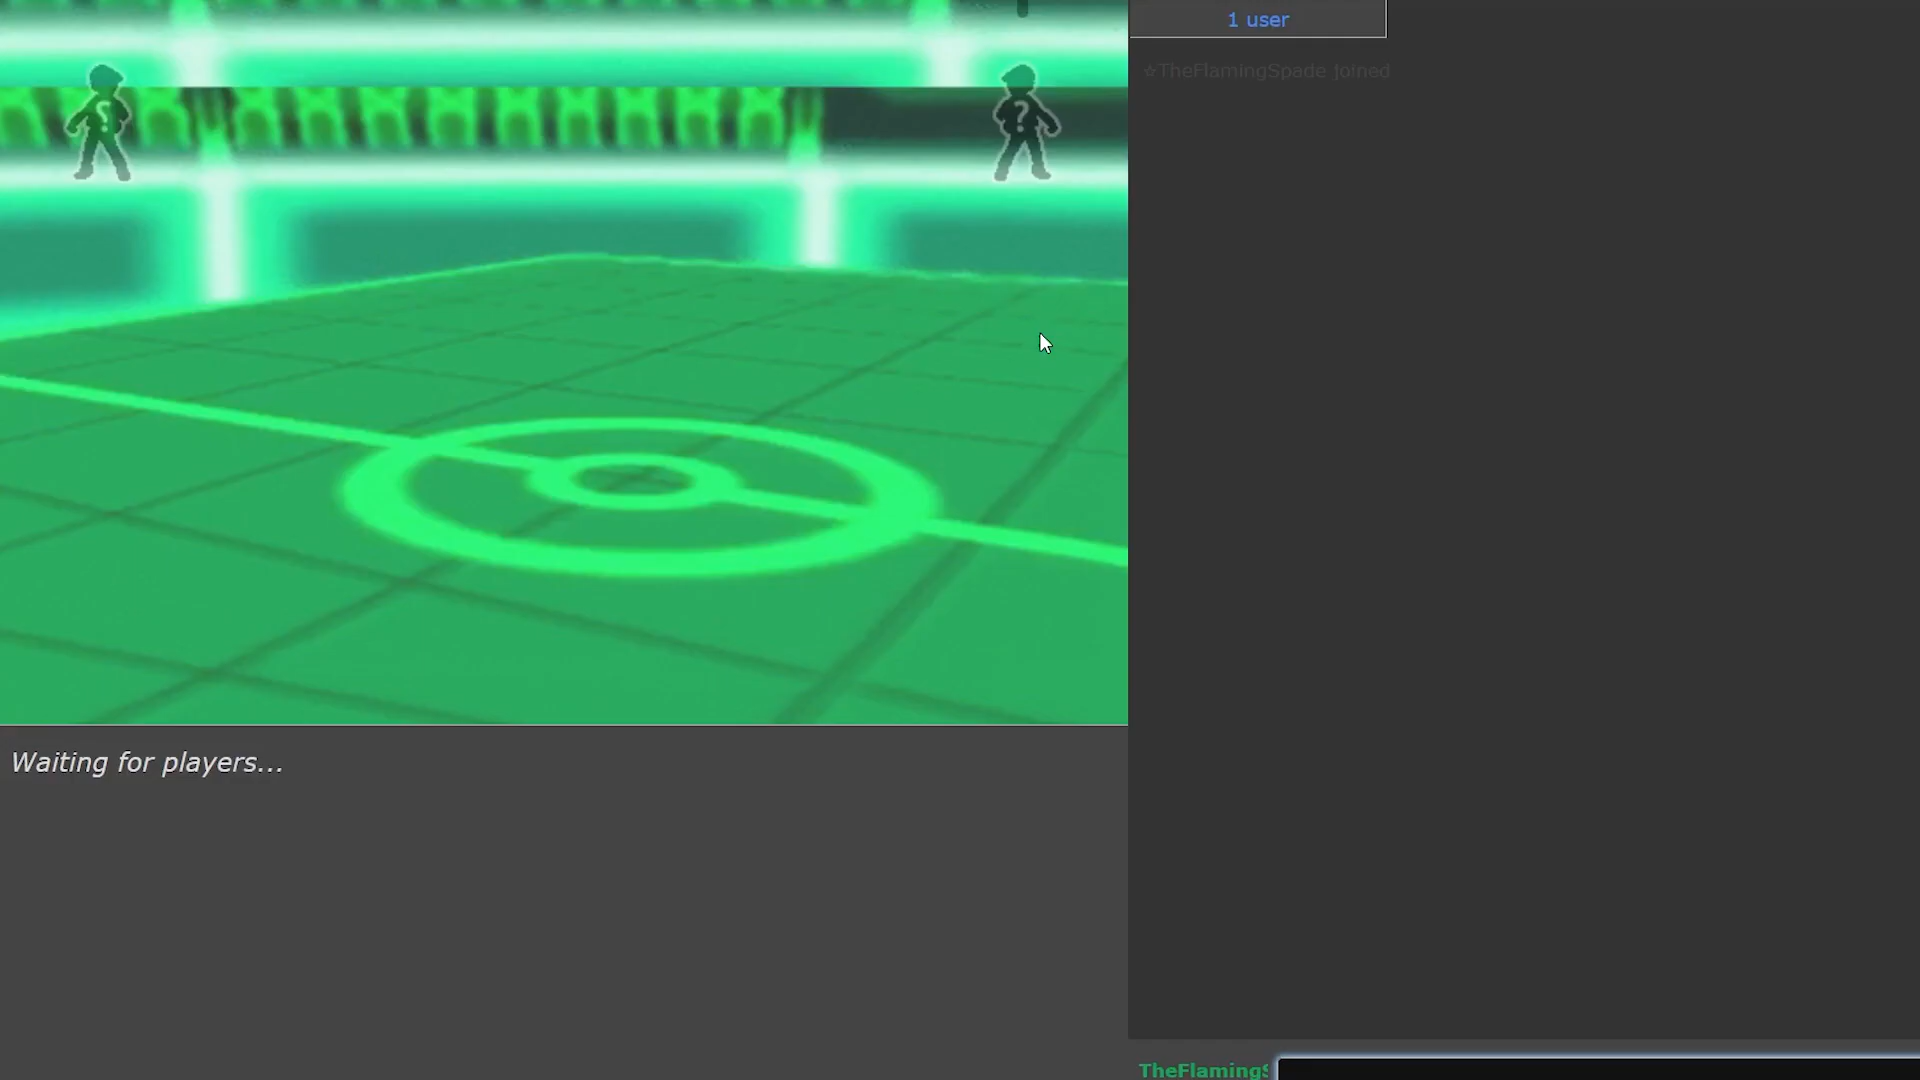 1 user
☆TheFlamingSpade joined
?
?
Waiting for players...
TheFlamingS